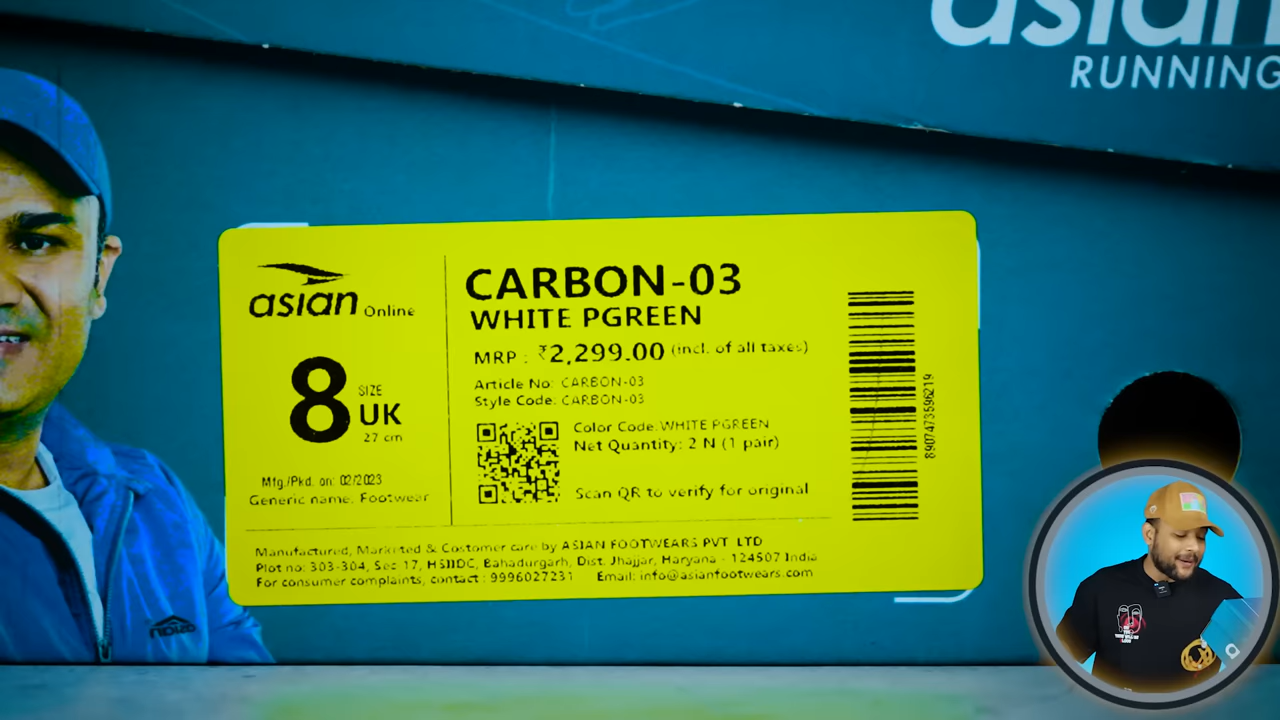 asian
RUNNING
asian Online
8 SIZE
UK
27 cm
Mfg./Pkd. on: 02/2023
Generic name: Footwear
CARBON-03
WHITE PGREEN
MRP : ₹2,299.00 (incl. of all taxes)
Article No: CARBON-03
Style Code: CARBON-03
Color Code: WHITE PGREEN
Net Quantity: 2 N (1 pair)
Scan QR to verify for original
8907473596219
Manufactured, Marketed & Costomer care by ASIAN FOOTWEARS PVT LTD
Plot no: 303-304, Sec 17, HSIIDC, Bahadurgarh, Dist. Jhajjar, Haryana - 124507 India
For consumer complaints, contact : 9996027231 Email: info@asianfootwears.com
asian